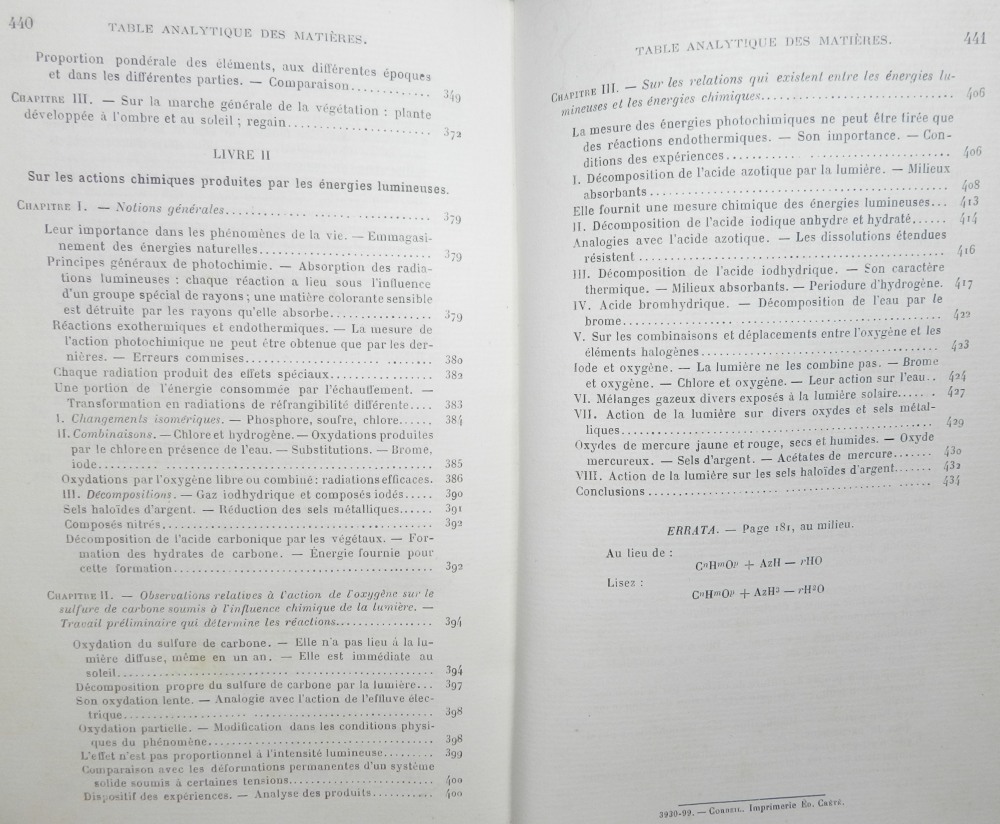 440
TABLE ANALYTIQUE DES MATIÈRES.
Proportion pondérale des éléments, aux différentes époques
et dans les différentes parties. — Comparaison............. 349
CHAPITRE III. — Sur la marche générale de la végétation : plante
développée à l'ombre et au soleil ; regain..................... 372
LIVRE II
Sur les actions chimiques produites par les énergies lumineuses.
CHAPITRE I. — Notions générales............................ 379
Leur importance dans les phénomènes de la vie. — Emmagasi-
nement des énergies naturelles............................ 379
Principes généraux de photochimie. — Absorption des radia-
tions lumineuses : chaque réaction a lieu sous l'influence
d'un groupe spécial de rayons ; une matière colorante sensible
est détruite par les rayons qu'elle absorbe................. 379
Réactions exothermiques et endothermiques. — La mesure de
l'action photochimique ne peut être obtenue que par les der-
nières. — Erreurs commises............................ 380
Chaque radiation produit des effets spéciaux................. 382
Une portion de l'énergie consommée par l'échauffement. —
Transformation en radiations de réfrangibilité différente.... 383
I. Changements isomériques. — Phosphore, soufre, chlore...... 384
II. Combinaisons. — Chlore et hydrogène. — Oxydations produites
par le chlore en présence de l'eau. — Substitutions. — Brome,
iode.................................................. 385
Oxydations par l'oxygène libre ou combiné : radiations efficaces. 386
III. Décompositions. — Gaz iodhydrique et composés iodés..... 390
Sels haloïdes d'argent. — Réduction des sels métalliques...... 391
Composés nitrés......................................... 392
Décomposition de l'acide carbonique par les végétaux. — For-
mation des hydrates de carbone. — Énergie fournie pour
cette formation......................................... 392
CHAPITRE II. — Observations relatives à l'action de l'oxygène sur le
sulfure de carbone soumis à l'influence chimique de la lumière. —
Travail préliminaire qui détermine les réactions................ 394
Oxydation du sulfure de carbone. — Elle n'a pas lieu à la lu-
mière diffuse, même en un an. — Elle est immédiate au
soleil.................................................. 394
Décomposition propre du sulfure de carbone par la lumière... 397
Son oxydation lente. — Analogie avec l'action de l'effluve élec-
trique................................................. 398
Oxydation partielle. — Modification dans les conditions physi-
ques du phénomène..................................... 398
L'effet n'est pas proportionnel à l'intensité lumineuse......... 399
Comparaison avec les déformations permanentes d'un système
solide soumis à certaines tensions........................ 400
Dispositif des expériences. — Analyse des produits........... 400
TABLE ANALYTIQUE DES MATIÈRES.
441
CHAPITRE III. — Sur les relations qui existent entre les énergies lu-
mineuses et les énergies chimiques............................ 406
La mesure des énergies photochimiques ne peut être tirée que
des réactions endothermiques. — Son importance. — Con-
ditions des expériences.................................. 406
I. Décomposition de l'acide azotique par la lumière. — Milieux
absorbants............................................. 408
Elle fournit une mesure chimique des énergies lumineuses... 413
II. Décomposition de l'acide iodique anhydre et hydraté...... 414
Analogies avec l'acide azotique. — Les dissolutions étendues
résistent............................................... 416
III. Décomposition de l'acide iodhydrique. — Son caractère
thermique. — Milieux absorbants. — Periodure d'hydrogène. 417
IV. Acide bromhydrique. — Décomposition de l'eau par le
brome................................................. 422
V. Sur les combinaisons et déplacements entre l'oxygène et les
éléments halogènes..................................... 423
Iode et oxygène. — La lumière ne les combine pas. — Brome
et oxygène. — Chlore et oxygène. — Leur action sur l'eau.. 424
VI. Mélanges gazeux divers exposés à la lumière solaire....... 427
VII. Action de la lumière sur divers oxydes et sels métal-
liques................................................. 429
Oxydes de mercure jaune et rouge, secs et humides. — Oxyde
mercureux. — Sels d'argent. — Acétates de mercure....... 430
VIII. Action de la lumière sur les sels haloïdes d'argent....... 432
Conclusions............................................ 434
ERRATA. — Page 181, au milieu.
Au lieu de :
CⁿHᵐOᵖ + AzH — rHO
Lisez :
CⁿHᵐOᵖ + AzH³ — rH²O
3930-99. — CORBEIL. Imprimerie ÉD. CRÉTÉ.